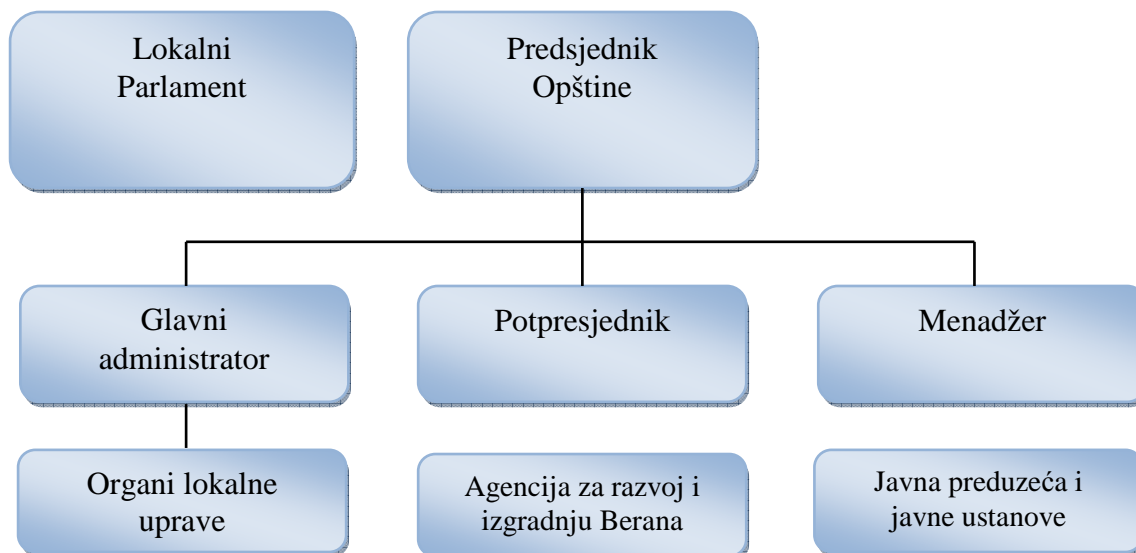 Lokalni
Parlament
Predsjednik
Opštine
Glavni
administrator
Potpresjednik
Menadžer
Organi lokalne
uprave
Agencija za razvoj i
izgradnju Berana
Javna preduzeća i
javne ustanove